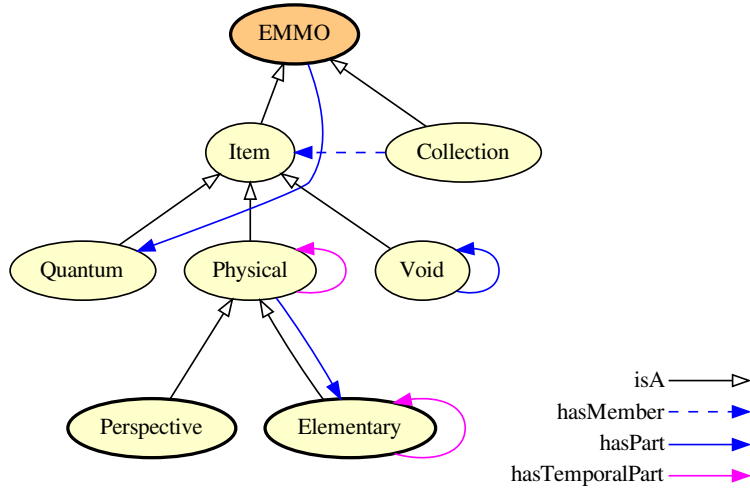 EMMO
Item
Collection
Quantum
Physical
Void
Perspective
Elementary
isA
hasMember
hasPart
hasTemporalPart